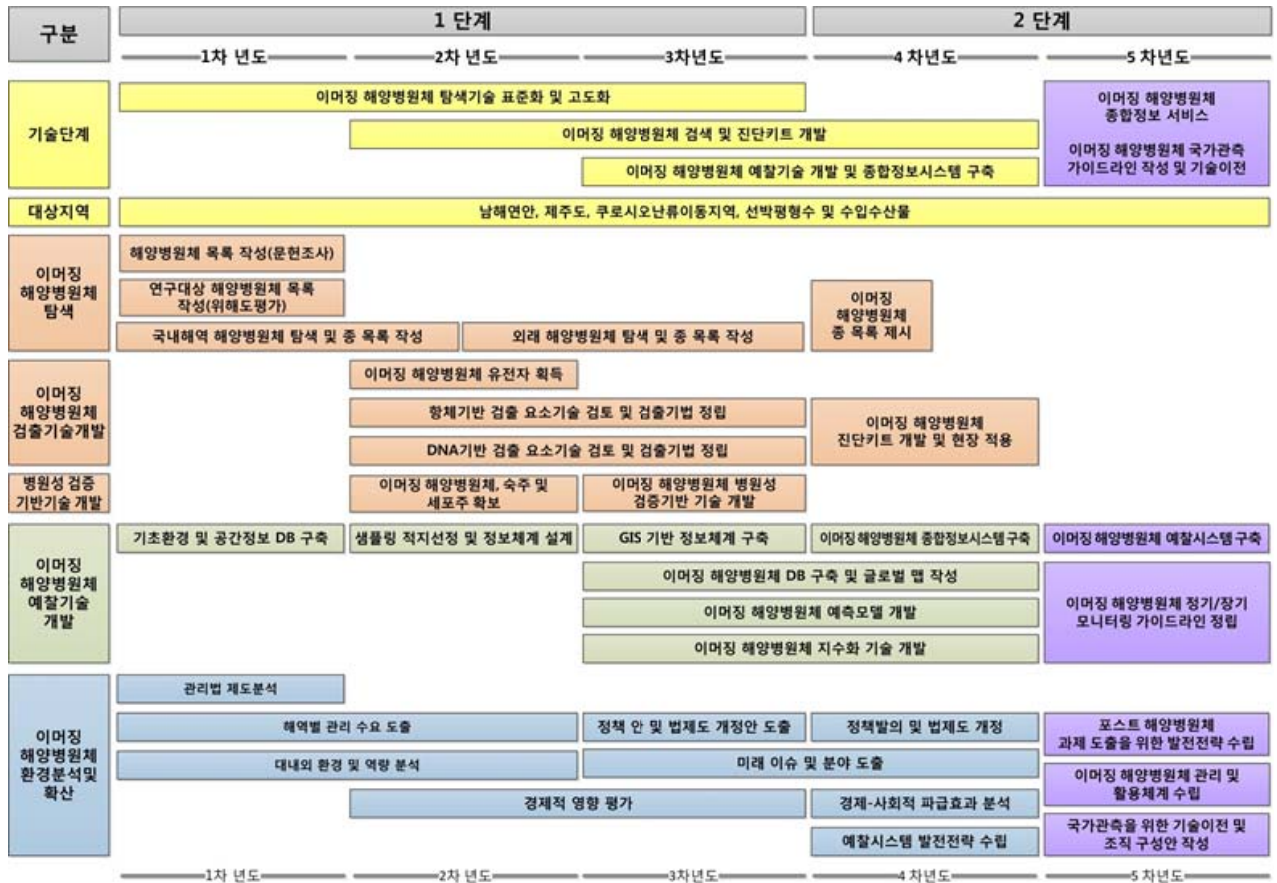 구분
1 단계
2 단계
1차 년도
2차 년도
3차년도
4 차년도
5 차년도
기술단계
이머징 해양병원체 탐색기술 표준화 및 고도화
이머징 해양병원체 검색 및 진단키트 개발
이머징 해양병원체 예찰기술 개발 및 종합정보시스템 구축
이머징 해양병원체
종합정보 서비스
이머징 해양병원체 국가관측
가이드라인 작성 및 기술이전
대상지역
남해연안, 제주도, 쿠로시오난류이동지역, 선박평형수 및 수입수산물
이머징
해양병원체
탐색
해양병원체 목록 작성(문헌조사)
연구대상 해양병원체 목록
작성(위해도평가)
국내해역 해양병원체 탐색 및 종 목록 작성
외래 해양병원체 탐색 및 종 목록 작성
이머징
해양병원체
종 목록 제시
이머징
해양병원체
검출기술개발
이머징 해양병원체 유전자 획득
항체기반 검출 요소기술 검토 및 검출기법 정립
DNA기반 검출 요소기술 검토 및 검출기법 정립
이머징 해양병원체
진단키트 개발 및 현장 적용
병원성 검증
기반기술 개발
이머징 해양병원체, 숙주 및
세포주 확보
이머징 해양병원체 병원성
검증기반 기술 개발
이머징
해양병원체
예찰기술
개발
기초환경 및 공간정보 DB 구축
샘플링 적지선정 및 정보체계 설계
GIS 기반 정보체계 구축
이머징해양병원체 종합정보시스템구축
이머징해양병원체 예찰시스템구축
이머징 해양병원체 DB 구축 및 글로벌 맵 작성
이머징 해양병원체 예측모델 개발
이머징 해양병원체 지수화 기술 개발
이머징 해양병원체 정기/장기
모니터링 가이드라인 정립
이머징
해양병원체
환경분석및
확산
관리법 제도분석
해역별 관리 수요 도출
정책 안 및 법제도 개정안 도출
정책발의 및 법제도 개정
포스트 해양병원체
과제 도출을 위한 발전전략 수립
대내외 환경 및 역량 분석
미래 이슈 및 분야 도출
이머징 해양병원체 관리 및
활용체계 수립
경제적 영향 평가
경제-사회적 파급효과 분석
예찰시스템 발전전략 수립
국가관측을 위한 기술이전 및
조직 구성안 작성
1차 년도
2차 년도
3차년도
4 차년도
5 차년도